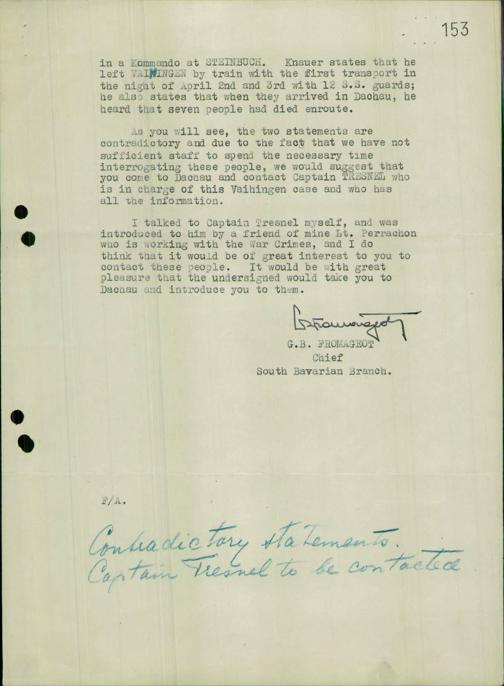 153
in a Kommando at STEINBUCH. Knauer states that he
left VAIHINGEN by train with the first transport in
the night of April 2nd and 3rd with 12 S.S. guards;
he also states that when they arrived in Dachau, he
heard that seven people had died enroute.
As you will see, the two statements are
contradictory and due to the fact that we have not
sufficient staff to spend the necessary time
interrogating these people, we would suggest that
you come to Dachau and contact Captain TRESNEL who
is in charge of this Vaihingen case and who has
all the information.
I talked to Captain Tresnel myself, and was
introduced to him by a friend of mine Lt. Perrachon
who is working with the War Crimes, and I do
think that it would be of great interest to you to
contact these people. It would be with great
pleasure that the undersigned would take you to
Dachau and introduce you to them.
G.B. Fromageot
G.B. FROMAGEOT
Chief
South Bavarian Branch.
F/A.
Contradictory statements.
Captain Tresnel to be contacted